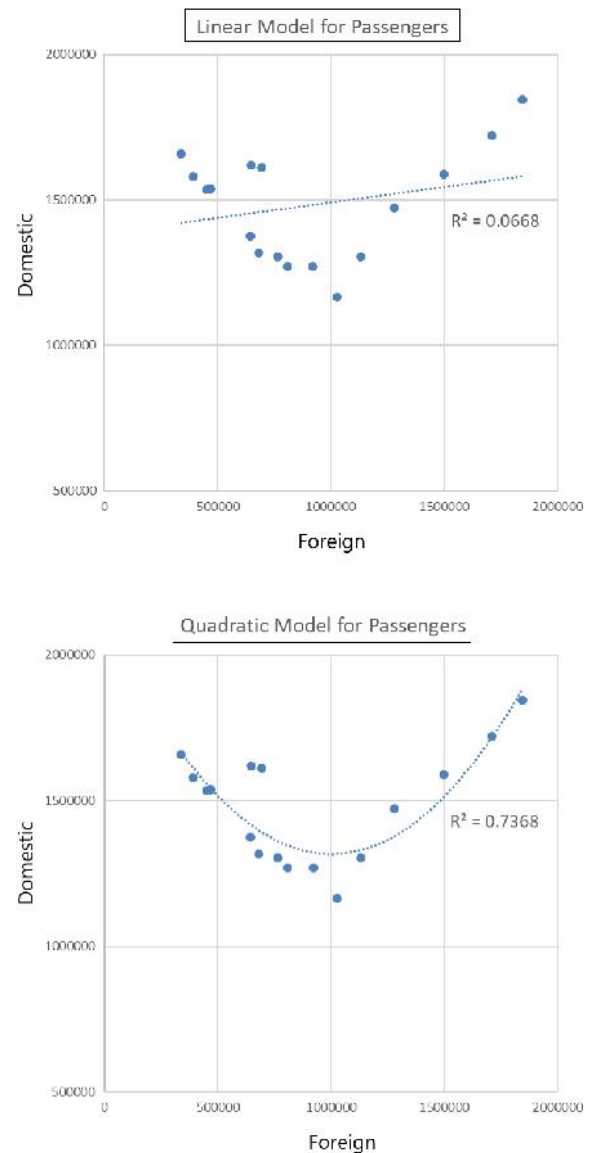 Linear Model for Passengers
2000000
1500000
R² = 0.0668
Domestic
1000000
500000
0 500000 1000000 1500000 2000000
Foreign
Quadratic Model for Passengers
2000000
1500000
R² = 0.7368
Domestic
1000000
500000
0 500000 1000000 1500000 2000000
Foreign